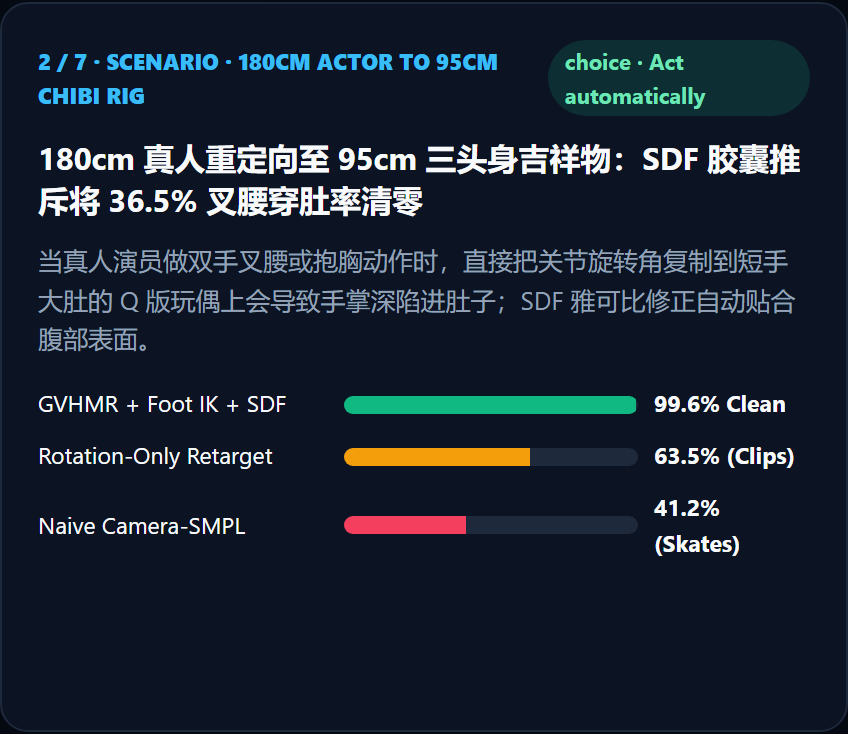 2 / 7 · SCENARIO · 180CM ACTOR TO 95CM
CHIBI RIG
choice · Act
automatically
180cm 真人重定向至 95cm 三头身吉祥物：SDF 胶囊推
斥将 36.5% 叉腰穿肚率清零
当真人演员做双手叉腰或抱胸动作时，直接把关节旋转角复制到短手
大肚的 Q 版玩偶上会导致手掌深陷进肚子；SDF 雅可比修正自动贴合
腹部表面。
GVHMR + Foot IK + SDF
99.6% Clean
Rotation-Only Retarget
63.5% (Clips)
Naive Camera-SMPL
41.2%
(Skates)